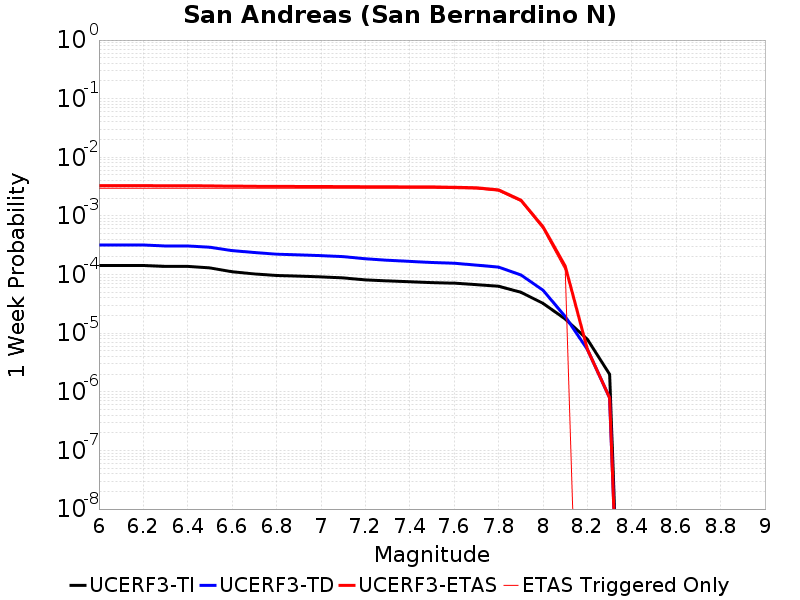 San Andreas (San Bernardino N)
1 Week Probability
10^0
10^-1
10^-2
10^-3
10^-4
10^-5
10^-6
10^-7
10^-8
6 6.2 6.4 6.6 6.8 7 7.2 7.4 7.6 7.8 8 8.2 8.4 8.6 8.8 9
Magnitude
UCERF3-TI UCERF3-TD UCERF3-ETAS ETAS Triggered Only